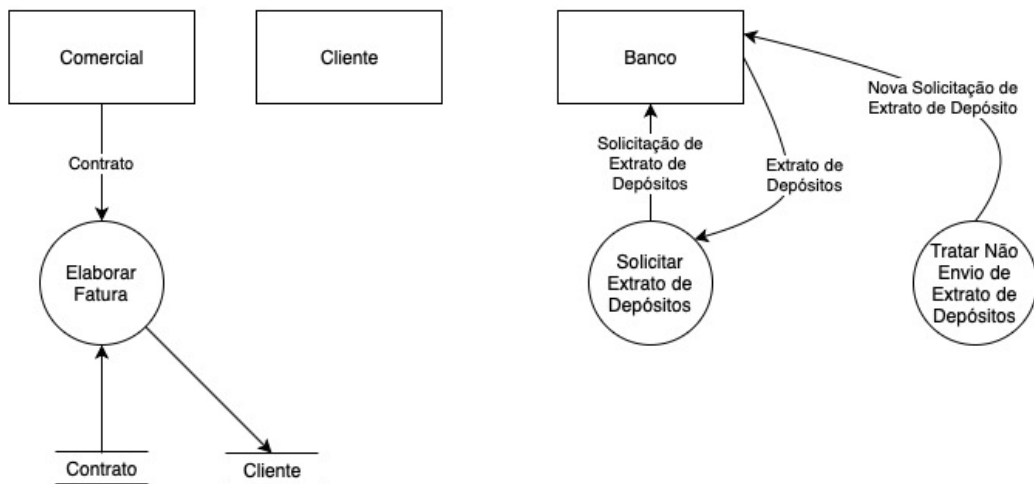 Comercial
Cliente
Banco
Nova Solicitação de
Extrato de Depósito
Contrato
Solicitação de
Extrato de
Depósitos
Extrato de
Depósitos
Elaborar
Fatura
Solicitar
Extrato de
Depósitos
Tratar Não
Envio de
Extrato de
Depósitos
Contrato
Cliente